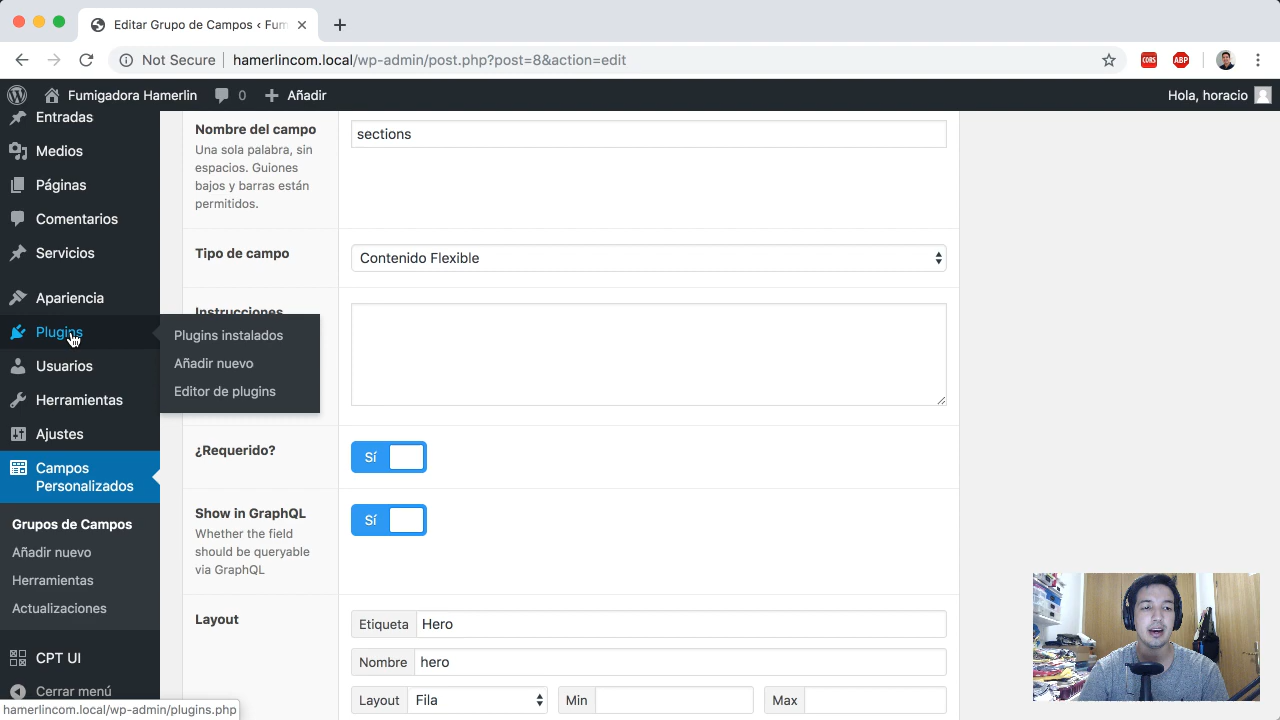 Editar Grupo de Campos ‹ Fum
Not Secure
hamerlincom.local/wp-admin/post.php?post=8&action=edit
CORS
ABP
Fumigadora Hamerlin
0
Añadir
Hola, horacio
Entradas
Medios
Páginas
Comentarios
Servicios
Apariencia
Plugins
Plugins instalados
Añadir nuevo
Editor de plugins
Usuarios
Herramientas
Ajustes
Campos
Personalizados
Grupos de Campos
Añadir nuevo
Herramientas
Actualizaciones
CPT UI
Cerrar menú
hamerlincom.local/wp-admin/plugins.php
Nombre del campo
Una sola palabra, sin
espacios. Guiones
bajos y barras están
permitidos.
sections
Tipo de campo
Contenido Flexible
Instrucciones
¿Requerido?
Sí
Show in GraphQL
Whether the field
should be queryable
via GraphQL
Sí
Layout
Etiqueta Hero
Nombre hero
Layout Fila Min Max